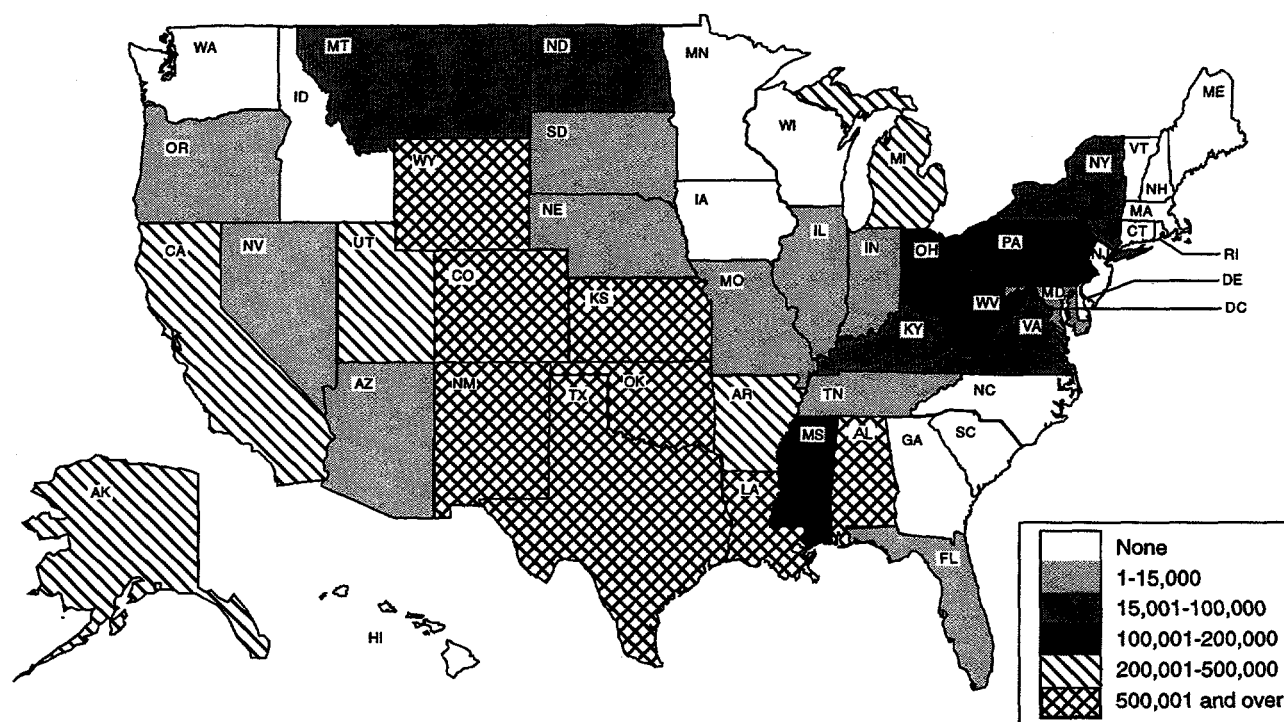 WA
MT
ND
MN
ME
ID
OR
SD
WI
VT
NY
WY
MI
NH
IA
MA
NE
CT
PA
IL
IN
OH
NJ
CA
NV
UT
RI
CO
MO
MD
DE
KS
WV
DC
KY
VA
AZ
NM
TX
OK
AR
TN
NC
MS
AL
GA
SC
AK
LA
FL
HI
None
1-15,000
15,001-100,000
100,001-200,000
200,001-500,000
500,001 and over